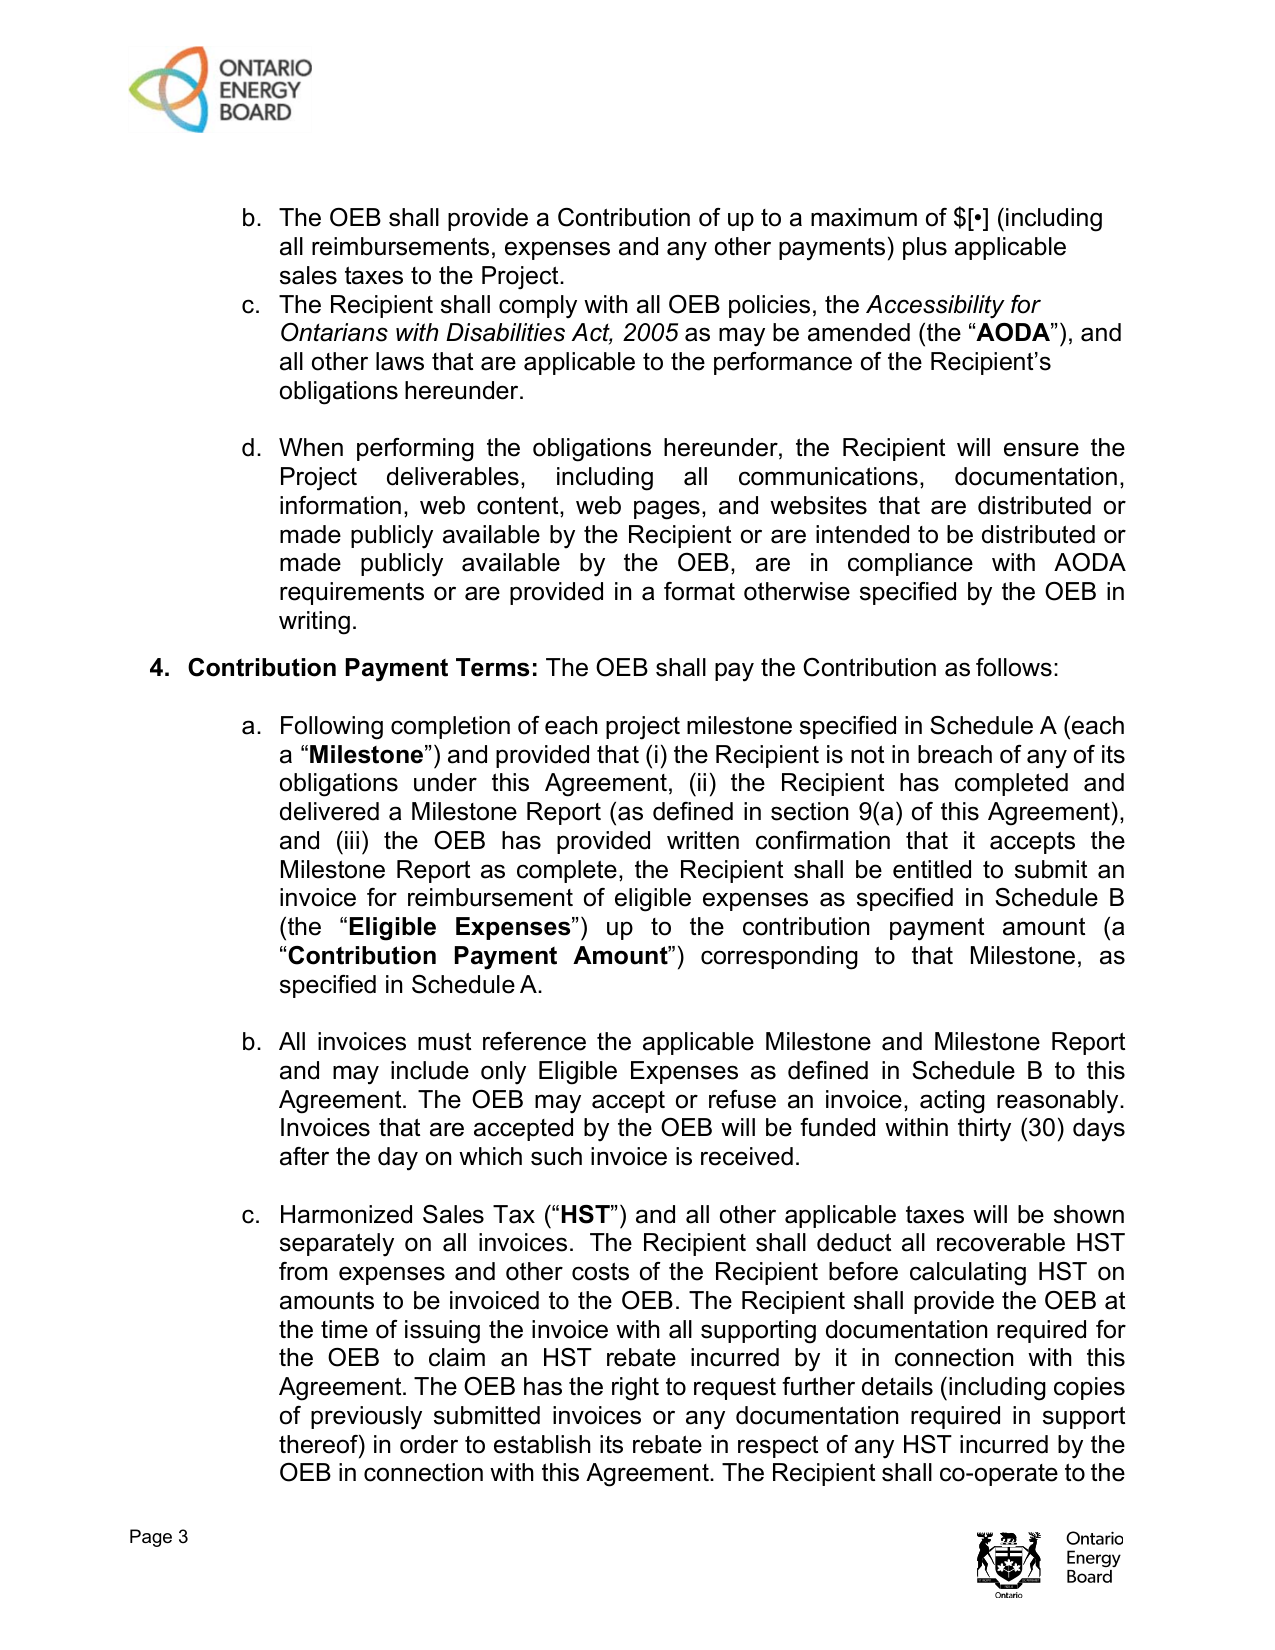 ONTARIO
ENERGY
BOARD
b. The OEB shall provide a Contribution of up to a maximum of $[•] (including
all reimbursements, expenses and any other payments) plus applicable
sales taxes to the Project.
c. The Recipient shall comply with all OEB policies, the Accessibility for
Ontarians with Disabilities Act, 2005 as may be amended (the “AODA”), and
all other laws that are applicable to the performance of the Recipient’s
obligations hereunder.
d. When performing the obligations hereunder, the Recipient will ensure the
Project deliverables, including all communications, documentation,
information, web content, web pages, and websites that are distributed or
made publicly available by the Recipient or are intended to be distributed or
made publicly available by the OEB, are in compliance with AODA
requirements or are provided in a format otherwise specified by the OEB in
writing.
4. Contribution Payment Terms: The OEB shall pay the Contribution as follows:
a. Following completion of each project milestone specified in Schedule A (each
a “Milestone”) and provided that (i) the Recipient is not in breach of any of its
obligations under this Agreement, (ii) the Recipient has completed and
delivered a Milestone Report (as defined in section 9(a) of this Agreement),
and (iii) the OEB has provided written confirmation that it accepts the
Milestone Report as complete, the Recipient shall be entitled to submit an
invoice for reimbursement of eligible expenses as specified in Schedule B
(the “Eligible Expenses”) up to the contribution payment amount (a
“Contribution Payment Amount”) corresponding to that Milestone, as
specified in Schedule A.
b. All invoices must reference the applicable Milestone and Milestone Report
and may include only Eligible Expenses as defined in Schedule B to this
Agreement. The OEB may accept or refuse an invoice, acting reasonably.
Invoices that are accepted by the OEB will be funded within thirty (30) days
after the day on which such invoice is received.
c. Harmonized Sales Tax (“HST”) and all other applicable taxes will be shown
separately on all invoices. The Recipient shall deduct all recoverable HST
from expenses and other costs of the Recipient before calculating HST on
amounts to be invoiced to the OEB. The Recipient shall provide the OEB at
the time of issuing the invoice with all supporting documentation required for
the OEB to claim an HST rebate incurred by it in connection with this
Agreement. The OEB has the right to request further details (including copies
of previously submitted invoices or any documentation required in support
thereof) in order to establish its rebate in respect of any HST incurred by the
OEB in connection with this Agreement. The Recipient shall co-operate to the
Page 3
Ontario
Ontario
Energy
Board